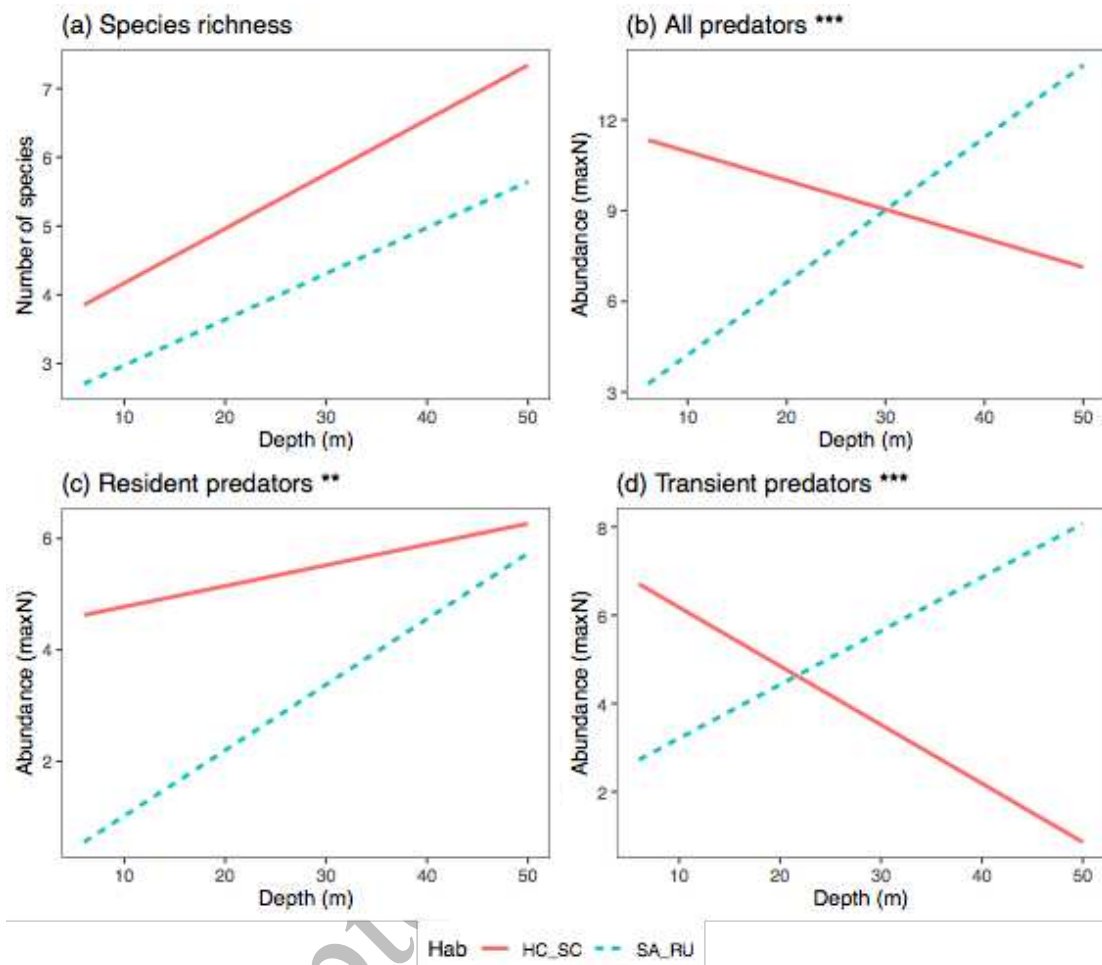 (a) Species richness
Number of species
7
6
5
4
3
10 20 30 40 50
Depth (m)
(b) All predators ***
Abundance (maxN)
12
9
6
3
10 20 30 40 50
Depth (m)
(c) Resident predators **
Abundance (maxN)
6
4
2
10 20 30 40 50
Depth (m)
(d) Transient predators ***
Abundance (maxN)
8
6
4
2
10 20 30 40 50
Depth (m)
Hab HC_SC SA_RU